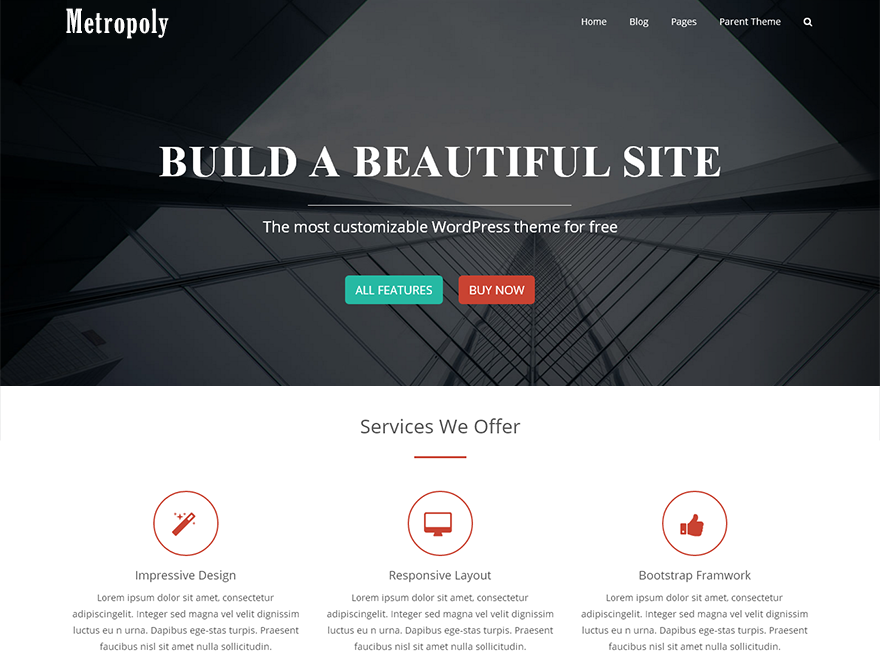 Metropoly
Home Blog Pages Parent Theme
BUILD A BEAUTIFUL SITE
The most customizable WordPress theme for free
ALL FEATURES BUY NOW
Services We Offer
Impressive Design
Lorem ipsum dolor sit amet, consectetur
adipiscingelit. Integer sed magna vel velit dignissim
luctus eu n urna. Dapibus ege-stas turpis. Praesent
faucibus nisl sit amet nulla sollicitudin.
Responsive Layout
Lorem ipsum dolor sit amet, consectetur
adipiscingelit. Integer sed magna vel velit dignissim
luctus eu n urna. Dapibus ege-stas turpis. Praesent
faucibus nisl sit amet nulla sollicitudin.
Bootstrap Framwork
Lorem ipsum dolor sit amet, consectetur
adipiscingelit. Integer sed magna vel velit dignissim
luctus eu n urna. Dapibus ege-stas turpis. Praesent
faucibus nisl sit amet nulla sollicitudin.